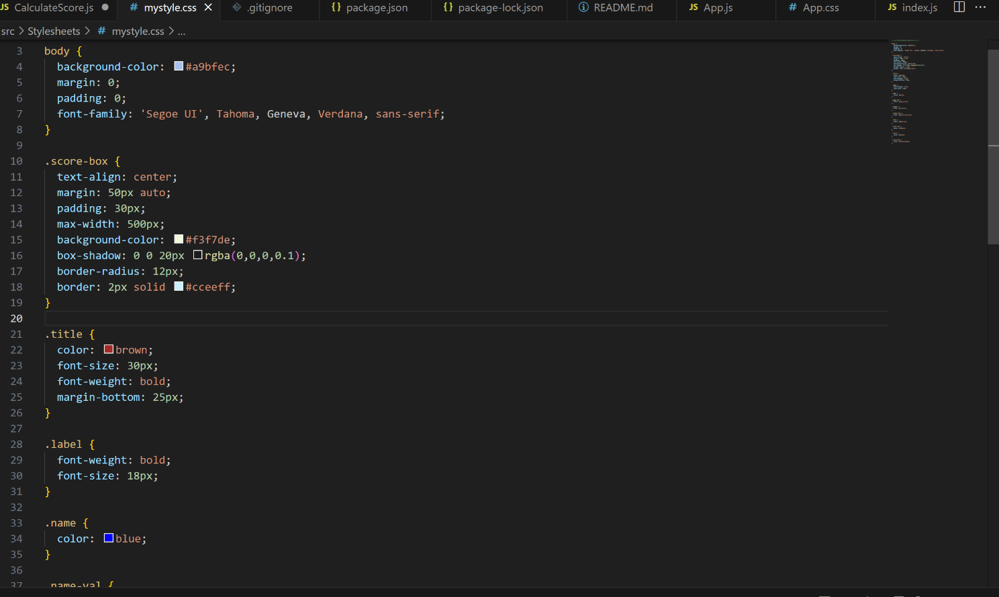 JS CalculateScore.js ● # mystyle.css × .gitignore {} package.json {} package-lock.json README.md JS App.js # App.css JS index.js ...
src > Stylesheets > # mystyle.css > ...
3 body {
4 background-color: #a9bfec;
5 margin: 0;
6 padding: 0;
7 font-family: 'Segoe UI', Tahoma, Geneva, Verdana, sans-serif;
8 }
9
10 .score-box {
11 text-align: center;
12 margin: 50px auto;
13 padding: 30px;
14 max-width: 500px;
15 background-color: #f3f7de;
16 box-shadow: 0 0 20px rgba(0,0,0,0.1);
17 border-radius: 12px;
18 border: 2px solid #cceeff;
19 }
20
21 .title {
22 color: brown;
23 font-size: 30px;
24 font-weight: bold;
25 margin-bottom: 25px;
26 }
27
28 .label {
29 font-weight: bold;
30 font-size: 18px;
31 }
32
33 .name {
34 color: blue;
35 }
36
37 .name-val {